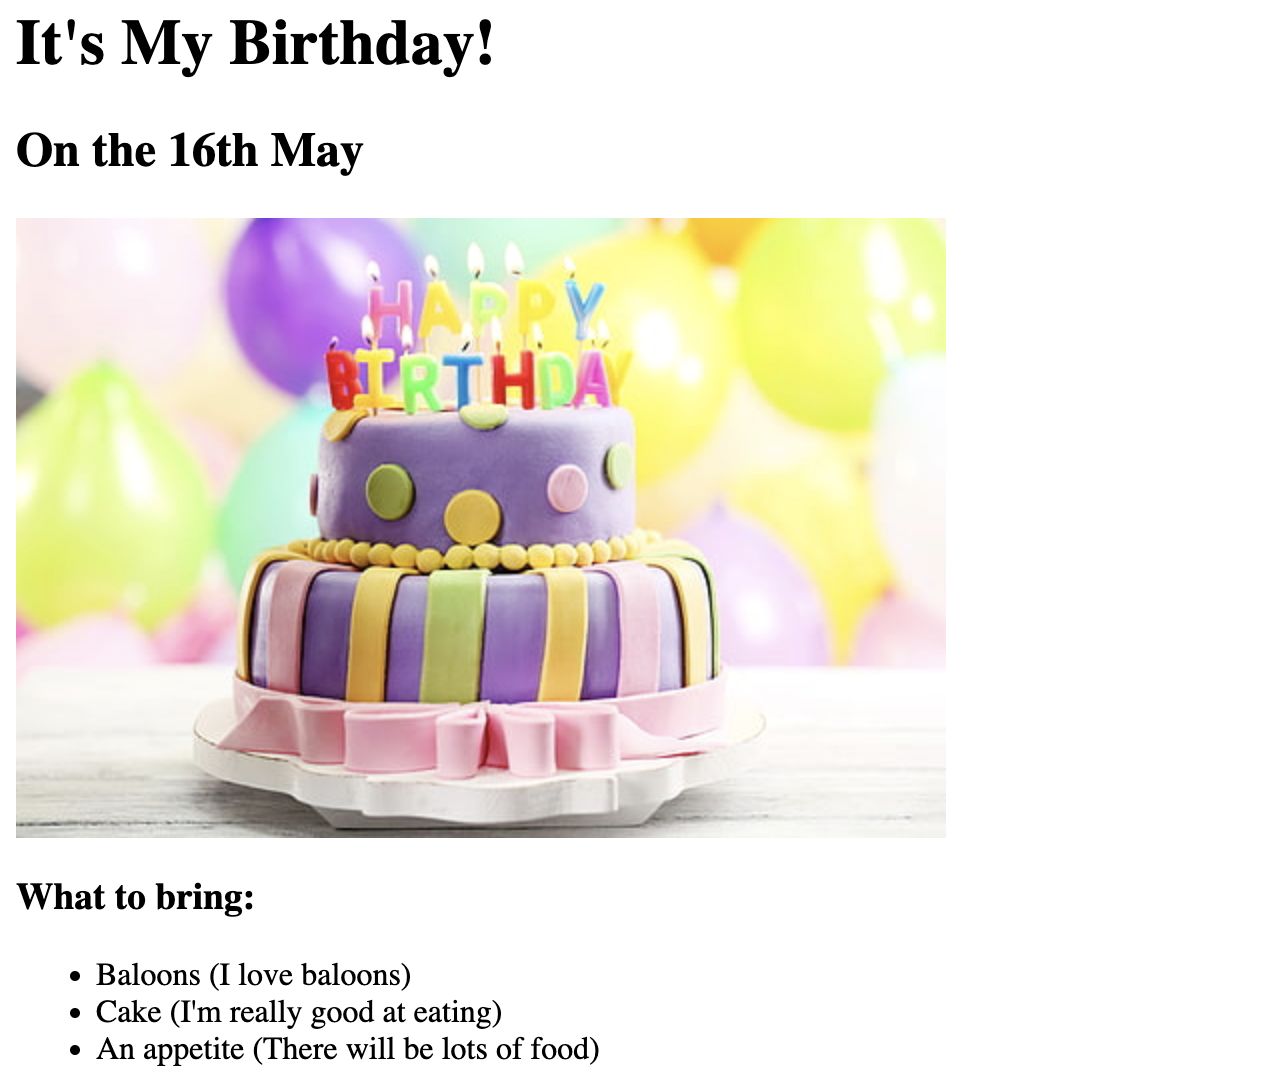 It's My Birthday!
On the 16th May
HAPPY
BIRTHDAY
What to bring:
Baloons (I love baloons)
Cake (I'm really good at eating)
An appetite (There will be lots of food)